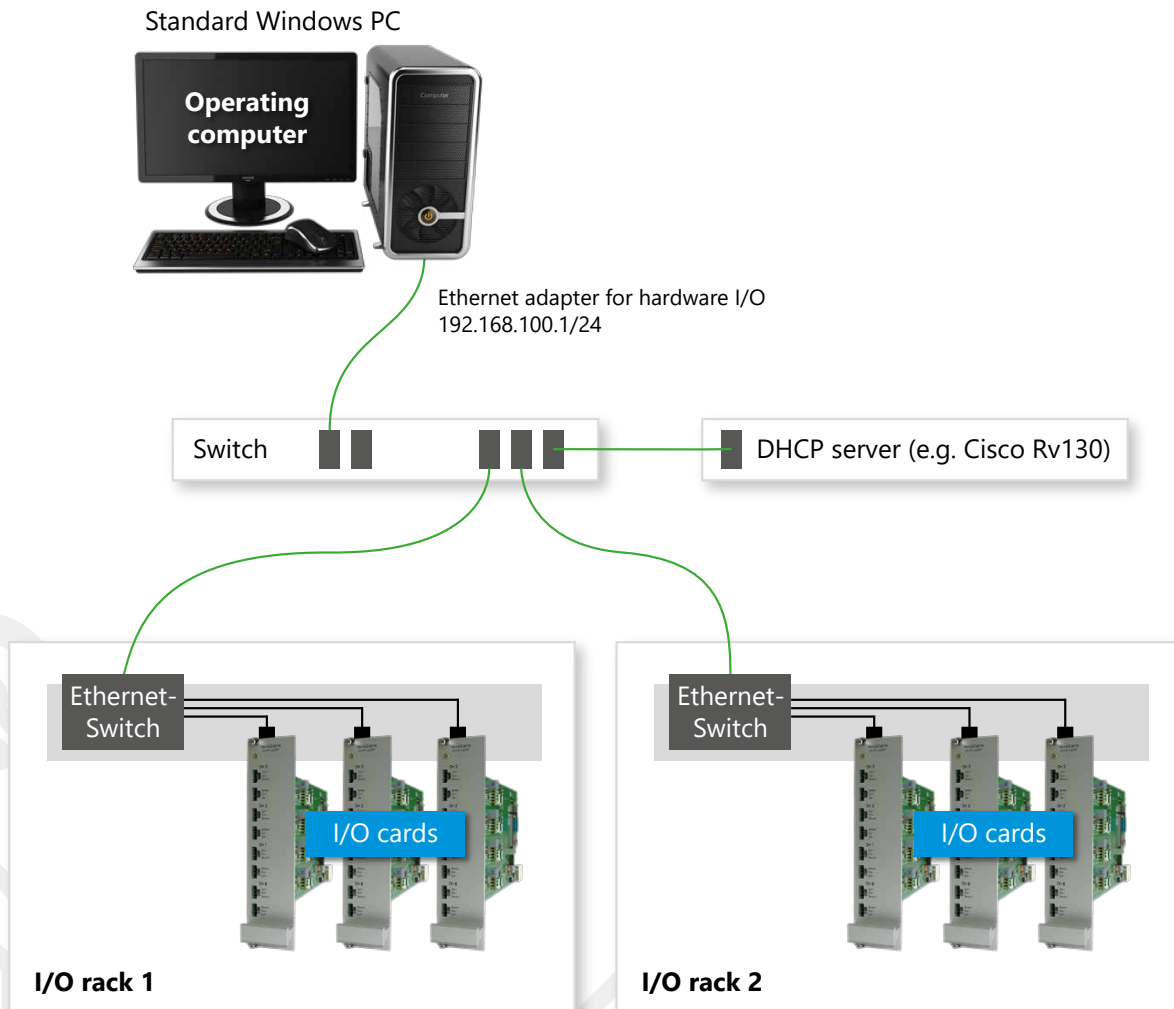 Standard Windows PC
Operating
computer
Computer
Ethernet adapter for hardware I/O
192.168.100.1/24
Switch
DHCP server (e.g. Cisco Rv130)
Ethernet-
Switch
I/O cards
I/O rack 1
Ethernet-
Switch
I/O cards
I/O rack 2